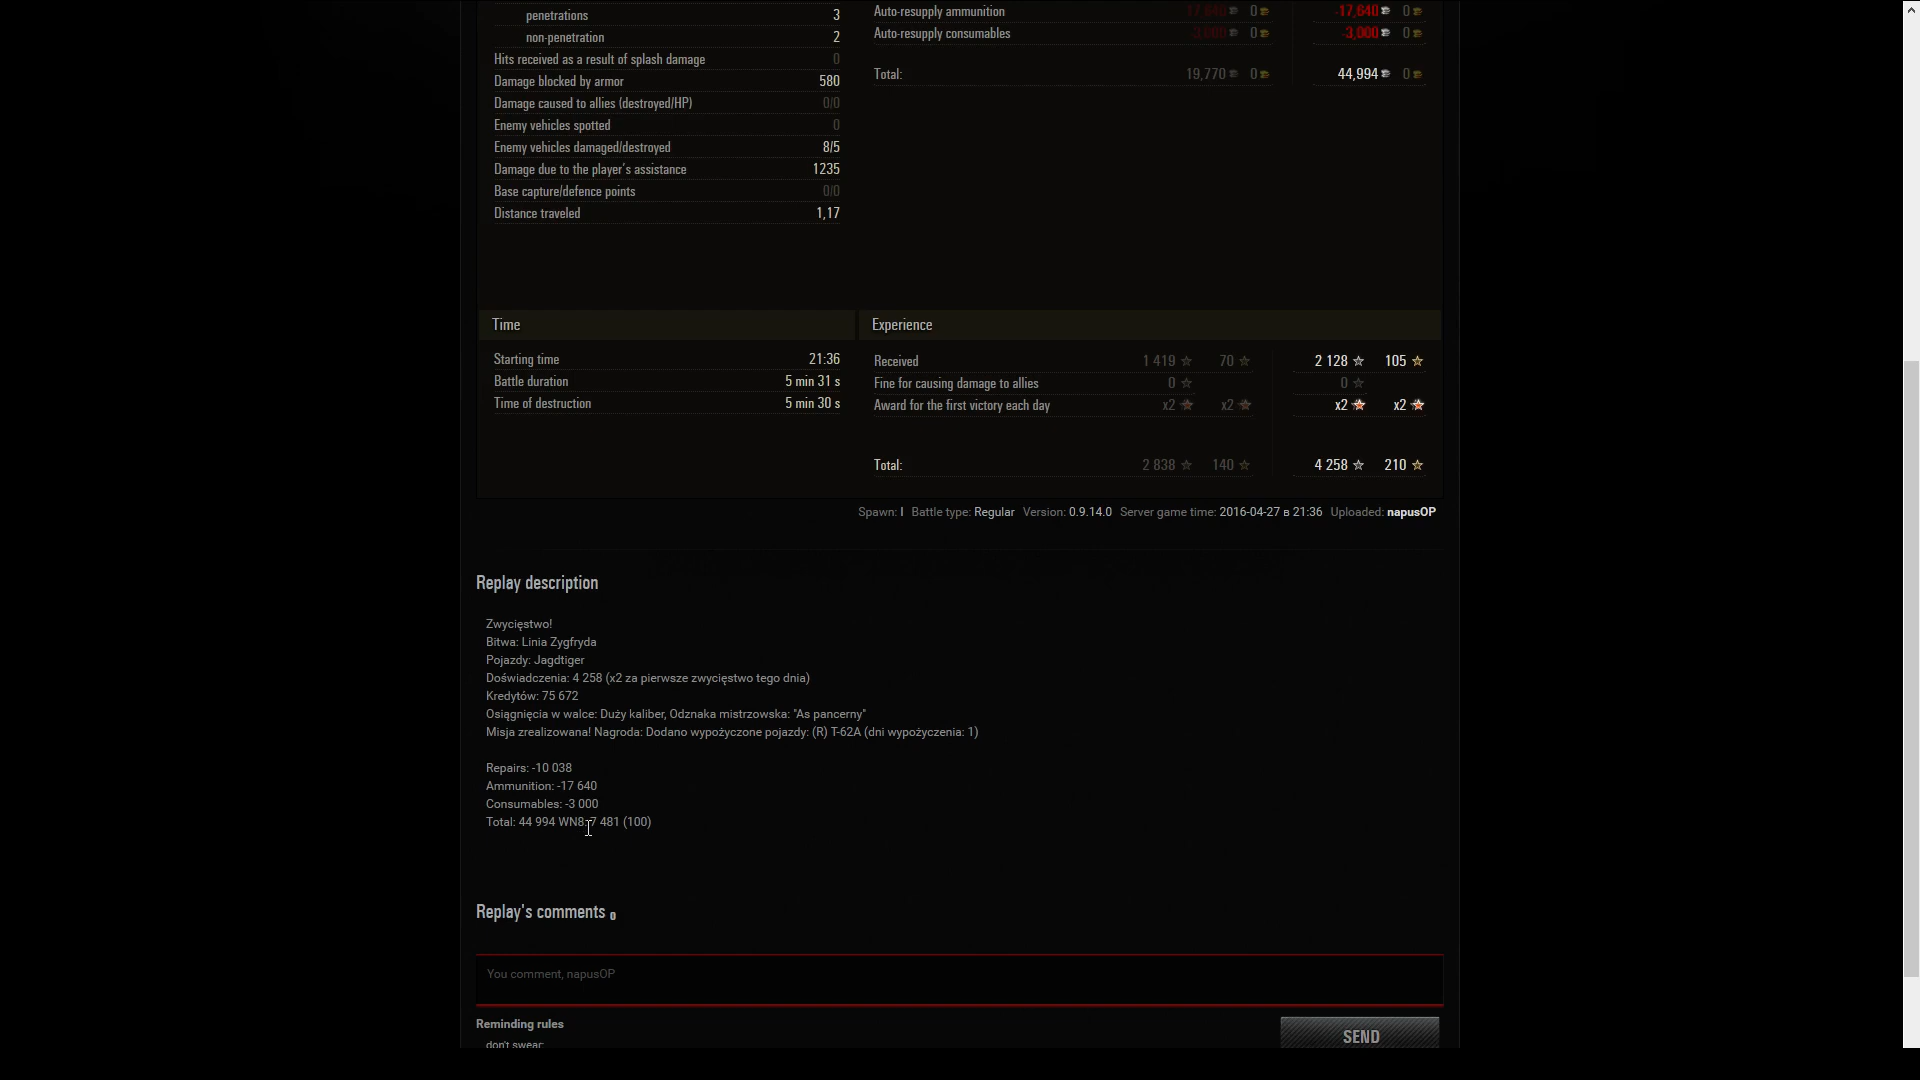 penetrations 3
non-penetration 2
Hits received as a result of splash damage 0
Damage blocked by armor 580
Damage caused to allies (destroyed/HP) 0/0
Enemy vehicles spotted 0
Enemy vehicles damaged/destroyed 8/5
Damage due to the player's assistance 1235
Base capture/defence points 0/0
Distance traveled 1,17
Auto-resupply ammunition -17,640 0 -17,640 0
Auto-resupply consumables -3,000 0 -3,000 0
Total: 19,770 0 44,994 0
Time
Starting time 21:36
Battle duration 5 min 31 s
Time of destruction 5 min 30 s
Experience
Received 1 419 70 2 128 105
Fine for causing damage to allies 0 0
Award for the first victory each day x2 x2 x2 x2
Total: 2 838 140 4 258 210
Spawn: I Battle type: Regular Version: 0.9.14.0 Server game time: 2016-04-27 в 21:36 Uploaded: napusOP
Replay description
Zwycięstwo!
Bitwa: Linia Zygfryda
Pojazdy: Jagdtiger
Doświadczenia: 4 258 (x2 za pierwsze zwycięstwo tego dnia)
Kredytów: 75 672
Osiągnięcia w walce: Duży kaliber, Odznaka mistrzowska: "As pancerny"
Misja zrealizowana! Nagroda: Dodano wypożyczone pojazdy: (R) T-62A (dni wypożyczenia: 1)
Repairs: -10 038
Ammunition: -17 640
Consumables: -3 000
Total: 44 994 WN8: 7 481 (100)
Replay's comments 0
You comment, napusOP
Reminding rules
don't swear;
SEND